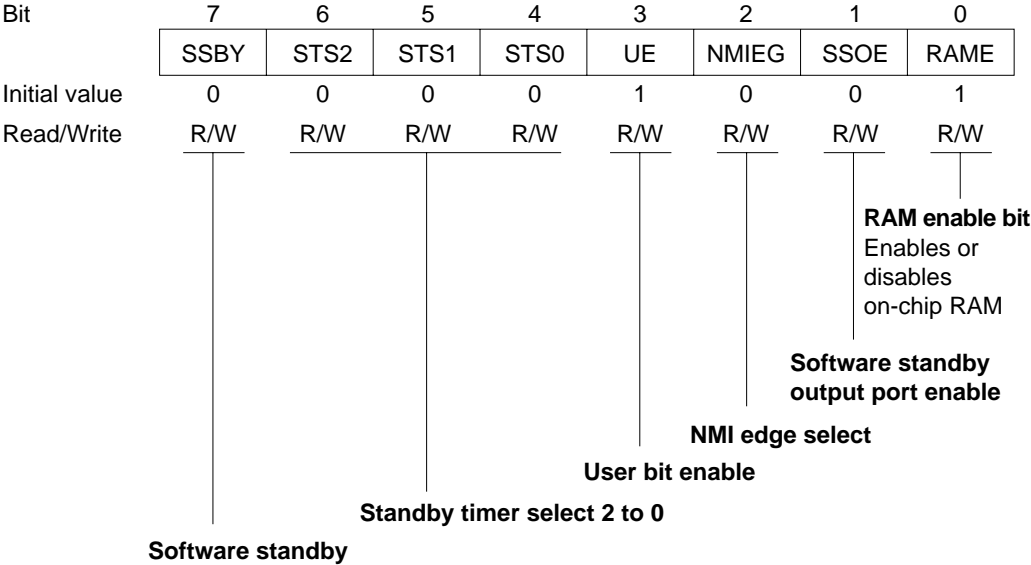 Bit 7 6 5 4 3 2 1 0
SSBY STS2 STS1 STS0 UE NMIEG SSOE RAME
Initial value 0 0 0 0 1 0 0 1
Read/Write R/W R/W R/W R/W R/W R/W R/W R/W
RAM enable bit
Enables or
disables
on-chip RAM
Software standby
output port enable
NMI edge select
User bit enable
Standby timer select 2 to 0
Software standby